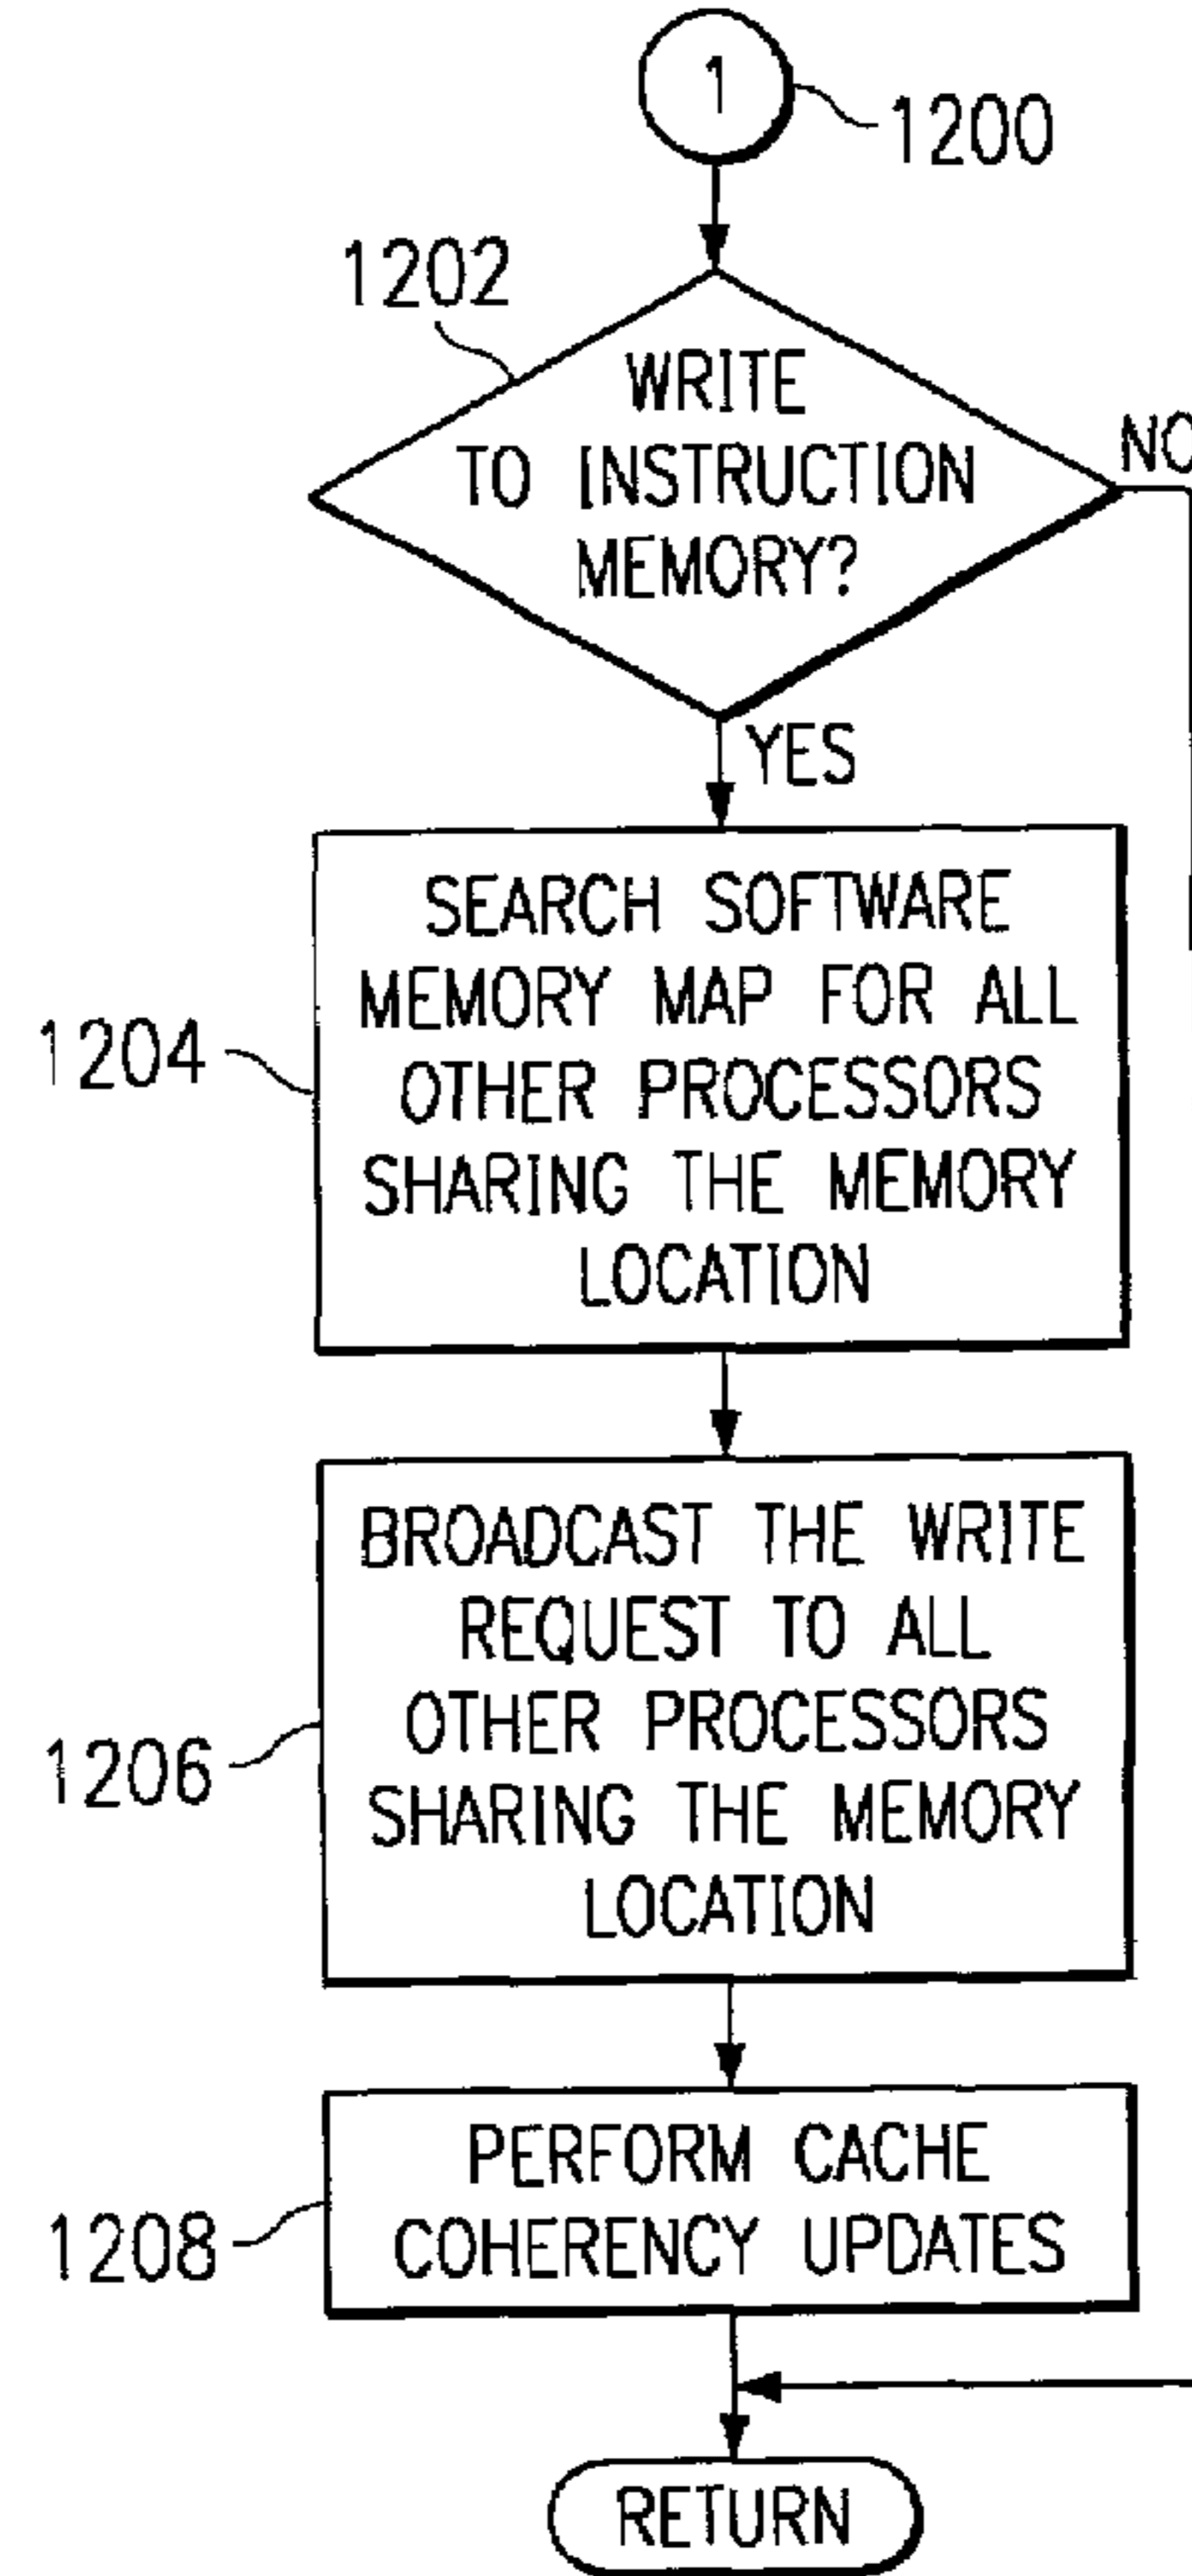 1
1200
1202
WRITE
TO INSTRUCTION
MEMORY?
NO
YES
SEARCH SOFTWARE
MEMORY MAP FOR ALL
OTHER PROCESSORS
SHARING THE MEMORY
LOCATION
1204
BROADCAST THE WRITE
REQUEST TO ALL
OTHER PROCESSORS
SHARING THE MEMORY
LOCATION
1206
PERFORM CACHE
COHERENCY UPDATES
1208
RETURN